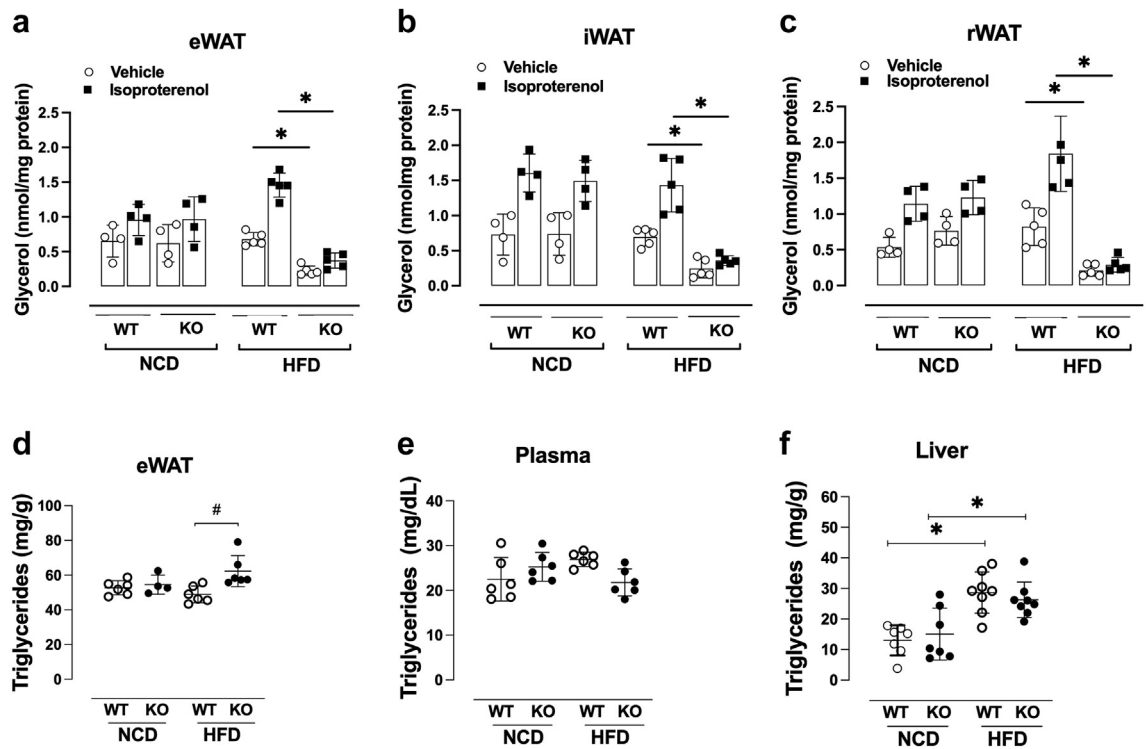 a
eWAT
Vehicle
Isoproterenol
Glycerol (nmol/mg protein)
2.5
2.0
1.5
1.0
0.5
0.0
*
*
WT KO WT KO
NCD HFD
b
iWAT
Vehicle
Isoproterenol
Glycerol (nmolmg protein)
2.5
2.0
1.5
1.0
0.5
0.0
*
*
WT KO WT KO
NCD HFD
c
rWAT
Vehicle
Isoproterenol
Glycerol (nmol/mg protein)
2.5
2.0
1.5
1.0
0.5
0.0
*
*
WT KO WT KO
NCD HFD
d
eWAT
Triglycerides (mg/g)
100
80
60
40
20
0
#
WT KO WT KO
NCD HFD
e
Plasma
Triglycerides (mg/dL)
40
30
20
10
0
WT KO WT KO
NCD HFD
f
Liver
Triglycerides (mg/g)
60
50
40
30
20
10
0
*
*
WT KO WT KO
NCD HFD